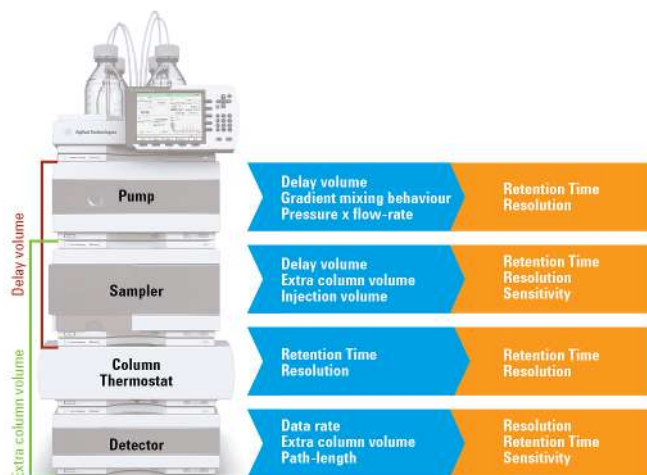 Agilent Technologies
Delay volume
Extra column volume
Pump
Delay volume
Gradient mixing behaviour
Pressure x flow-rate
Retention Time
Resolution
Sampler
Delay volume
Extra column volume
Injection volume
Retention Time
Resolution
Sensitivity
Column
Thermostat
Retention Time
Resolution
Retention Time
Resolution
Detector
Data rate
Extra column volume
Path-length
Resolution
Retention Time
Sensitivity